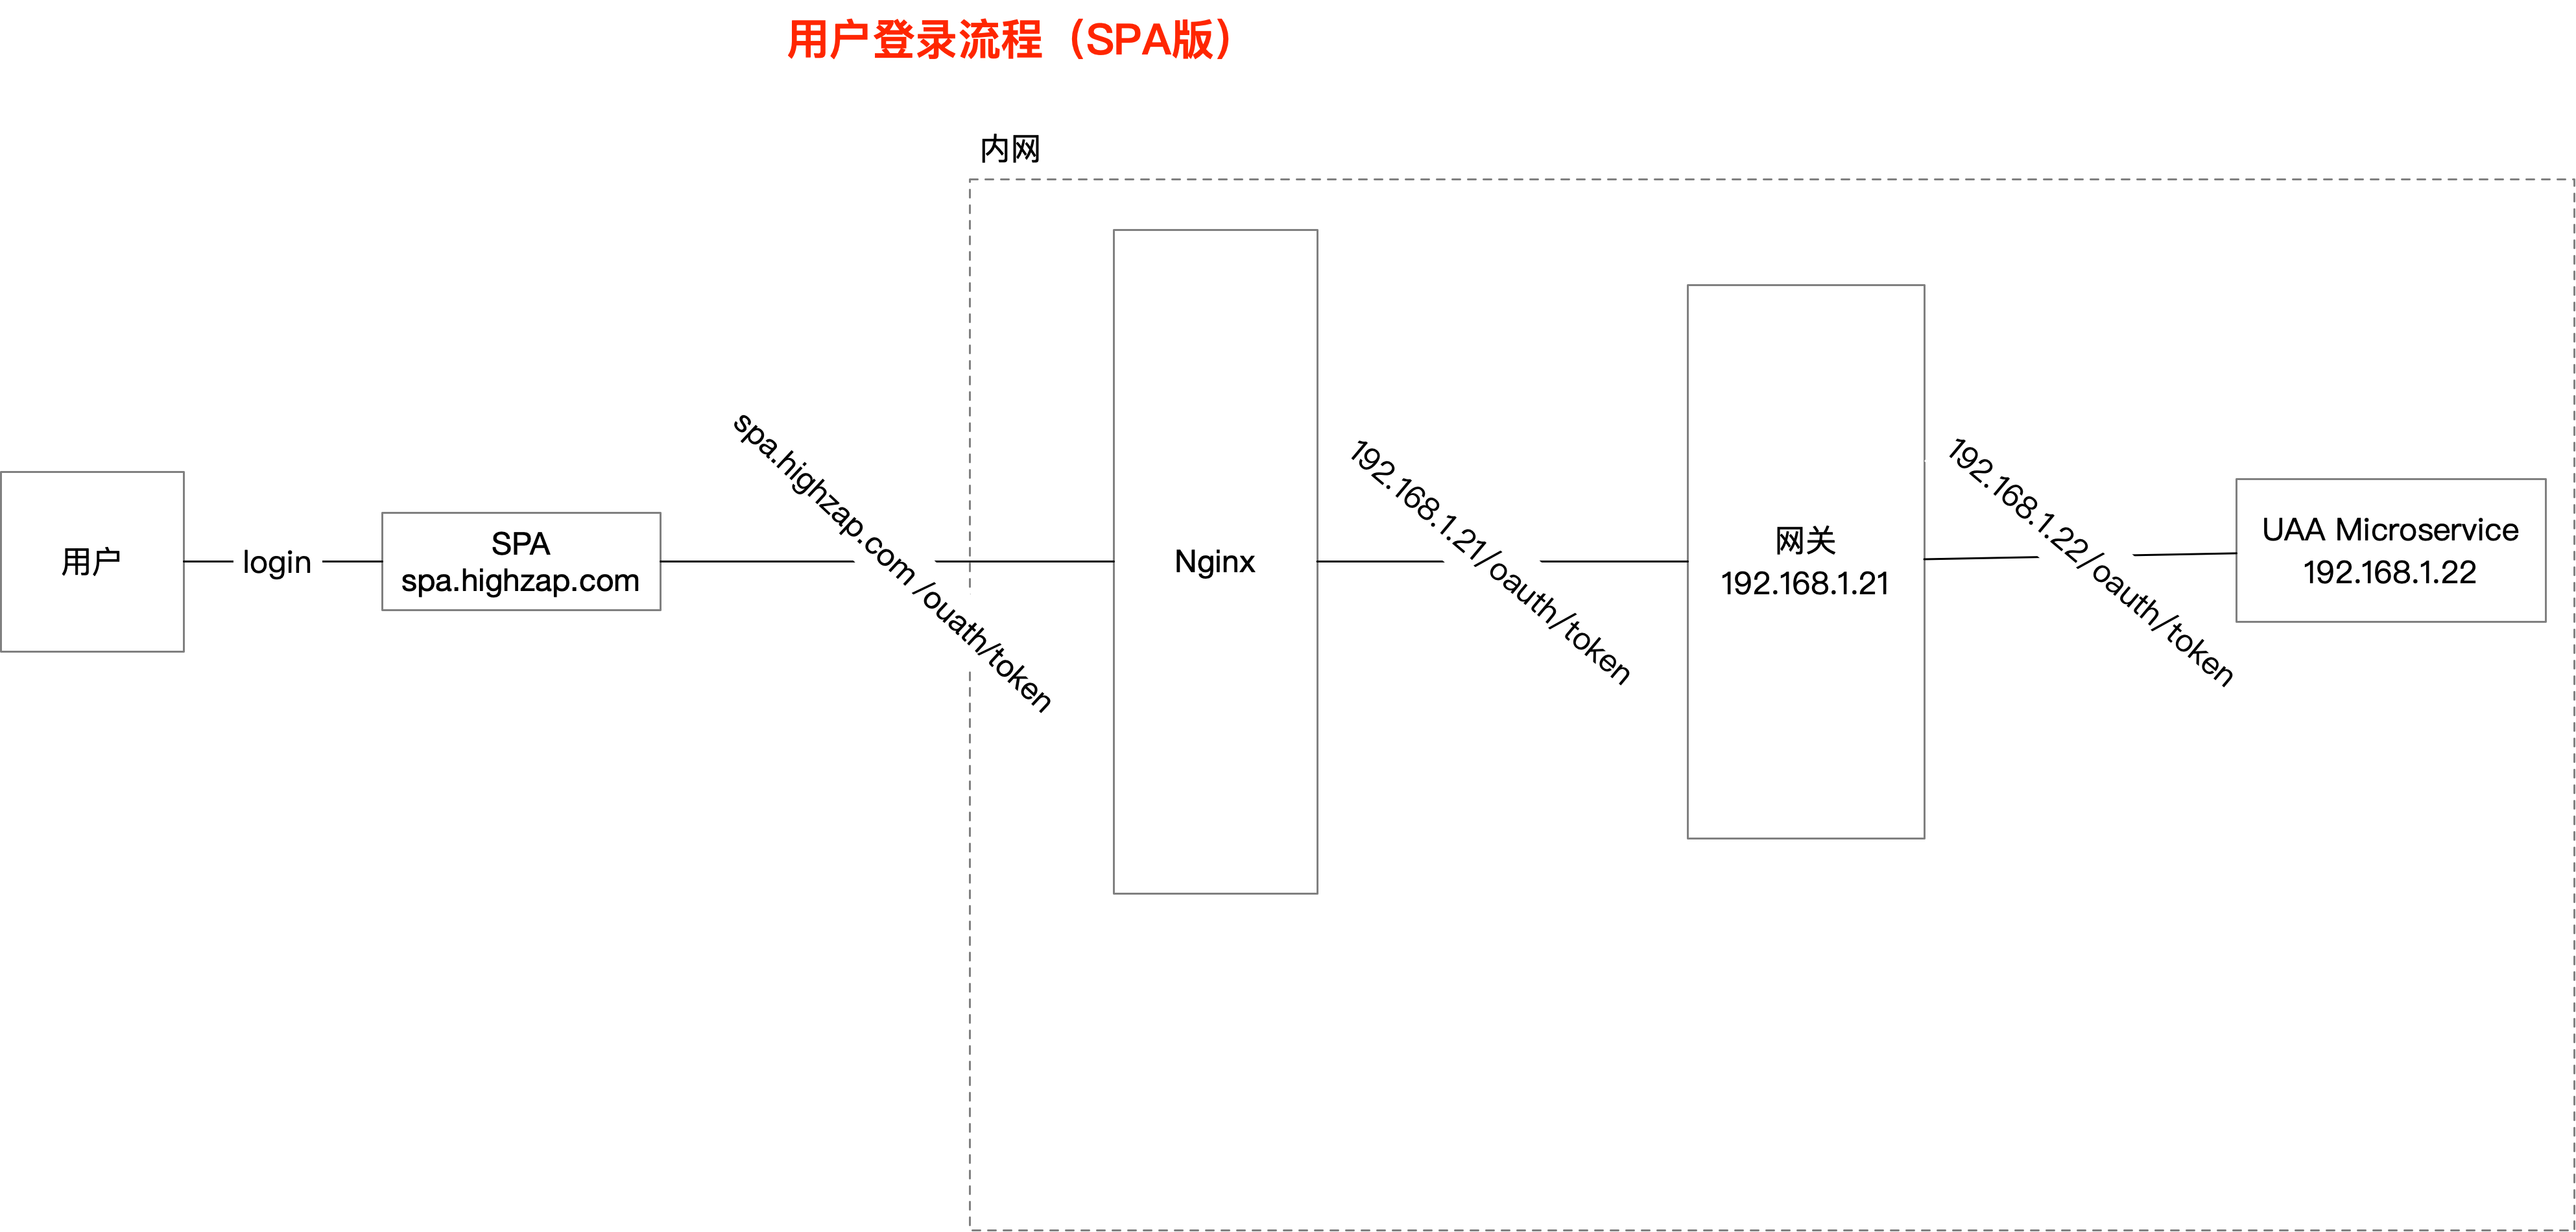 用户登录流程（SPA版）
内网
用户
login
SPA
spa.highzap.com
spa.highzap.com /ouath/token
Nginx
192.168.1.21/oauth/token
网关
192.168.1.21
192.168.1.22/oauth/token
UAA Microservice
192.168.1.22